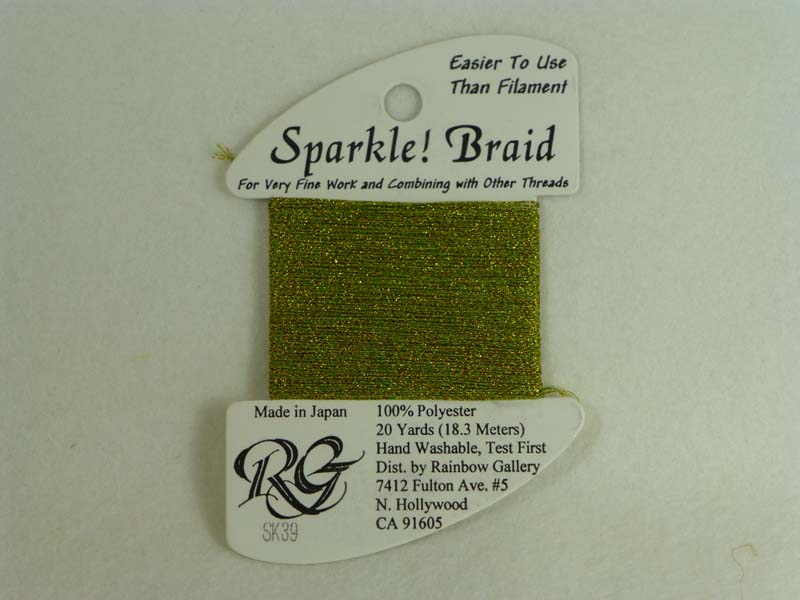 Easier To Use
Than Filament
Sparkle! Braid
For Very Fine Work and Combining with Other Threads
Made in Japan
RG
SK39
100% Polyester
20 Yards (18.3 Meters)
Hand Washable, Test First
Dist. by Rainbow Gallery
7412 Fulton Ave. #5
N. Hollywood
CA 91605